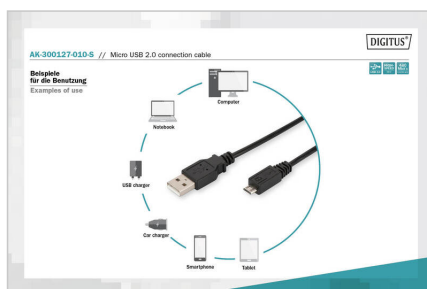 DIGITUS®
AK-300127-010-S // Micro USB 2.0 connection cable
Beispiele
für die Benutzung
Examples of use
Computer
Notebook
USB charger
Car charger
Smartphone
Tablet